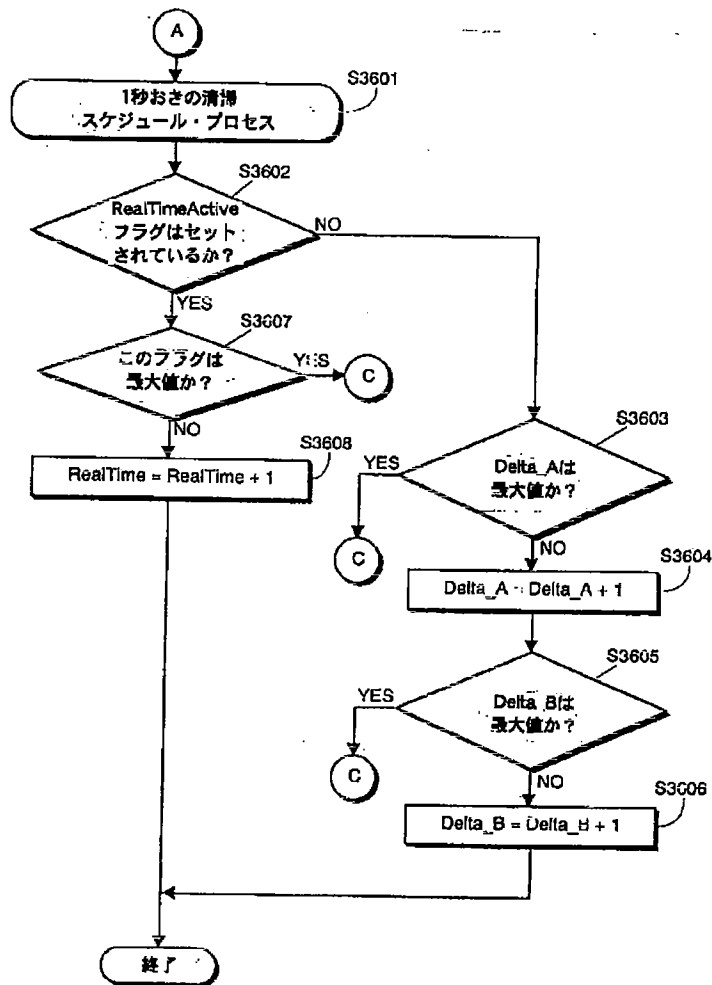 A
S3601
1秒おきの清掃
スケジュール・プロセス
S3602
RealTimeActive
フラグはセット
されているか?
NO
YES
S3607
このフラグは
最大値か?
YES
C
NO
S3608
RealTime = RealTime + 1
S3603
Delta_Aは
最大値か?
YES
C
NO
S3604
Delta_A = Delta_A + 1
S3605
Delta_Bは
最大値か?
YES
C
NO
S3606
Delta_B = Delta_B + 1
終了